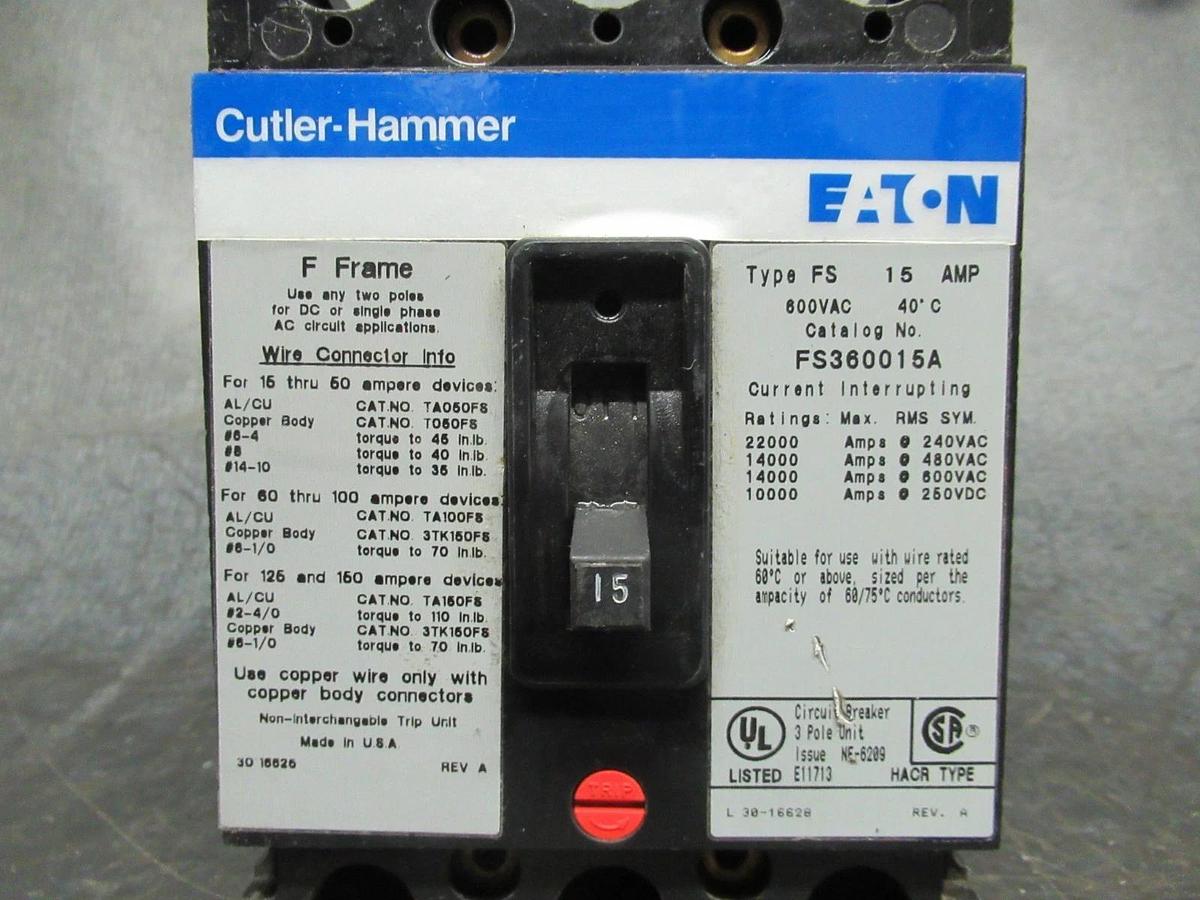 Cutler-Hammer
EATON
F Frame
Use any two poles
for DC or single phase
AC circuit applications.
Wire Connector Info
For 15 thru 50 ampere devices:
AL/CU CAT.NO. TA050FS
Copper Body CAT.NO. T050FS
#6-4 torque to 45 in.lb.
#8 torque to 40 in.lb.
#14-10 torque to 35 in.lb.
For 60 thru 100 ampere devices:
AL/CU CAT.NO. TA100FS
Copper Body CAT.NO. 3TK150FS
#6-1/0 torque to 70 in.lb.
For 125 and 150 ampere devices
AL/CU CAT.NO. TA150FS
#2-4/0 torque to 110 in.lb.
Copper Body CAT.NO. 3TK150FS
#6-1/0 torque to 70 in.lb.
Use copper wire only with
copper body connectors
Non-Interchangable Trip Unit
Made in U.S.A
30 16625 REV A
15
TRIP
Type FS 15 AMP
600VAC 40°C
Catalog No.
FS360015A
Current Interrupting
Ratings: Max. RMS SYM.
22000 Amps @ 240VAC
14000 Amps @ 480VAC
14000 Amps @ 600VAC
10000 Amps @ 250VDC
Suitable for use with wire rated
60°C or above, sized per the
ampacity of 60/75°C conductors.
UL
LISTED
Circuit Breaker
3 Pole Unit
Issue NE-6209
E11713
SA
HACR TYPE
L 30-16628 REV. A